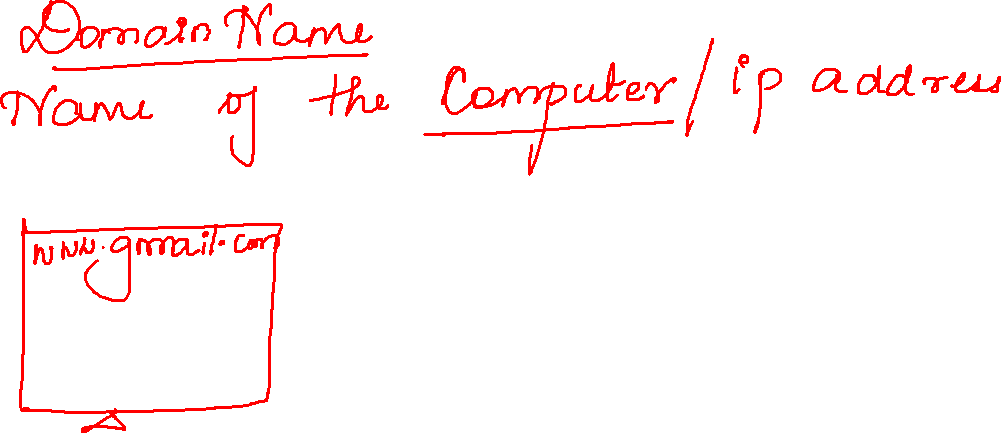 Domain Name
Name of the Computer / ip address
www.gmail.com